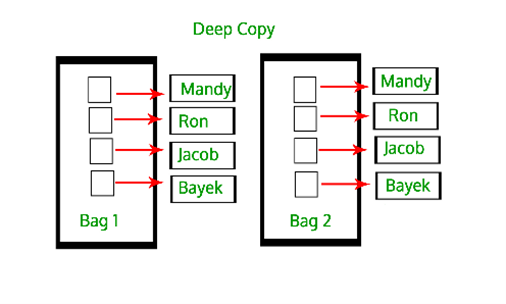 Deep Copy
Mandy
Ron
Jacob
Bayek
Bag 1
Mandy
Ron
Jacob
Bayek
Bag 2